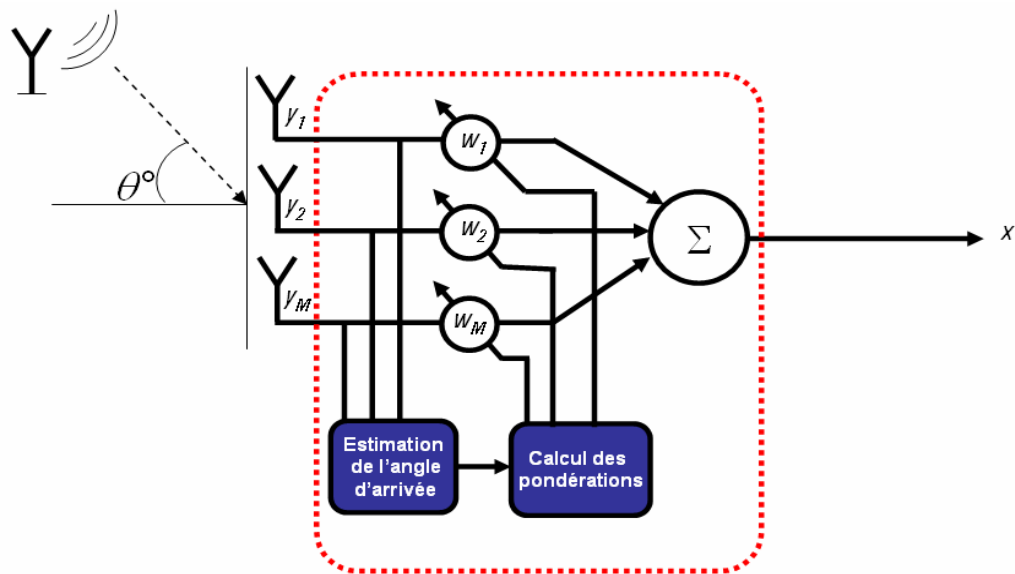 y1
w1
θ°
y2
w2
Σ
x
yM
wM
Estimation
de l'angle
d'arrivée
Calcul des
pondérations